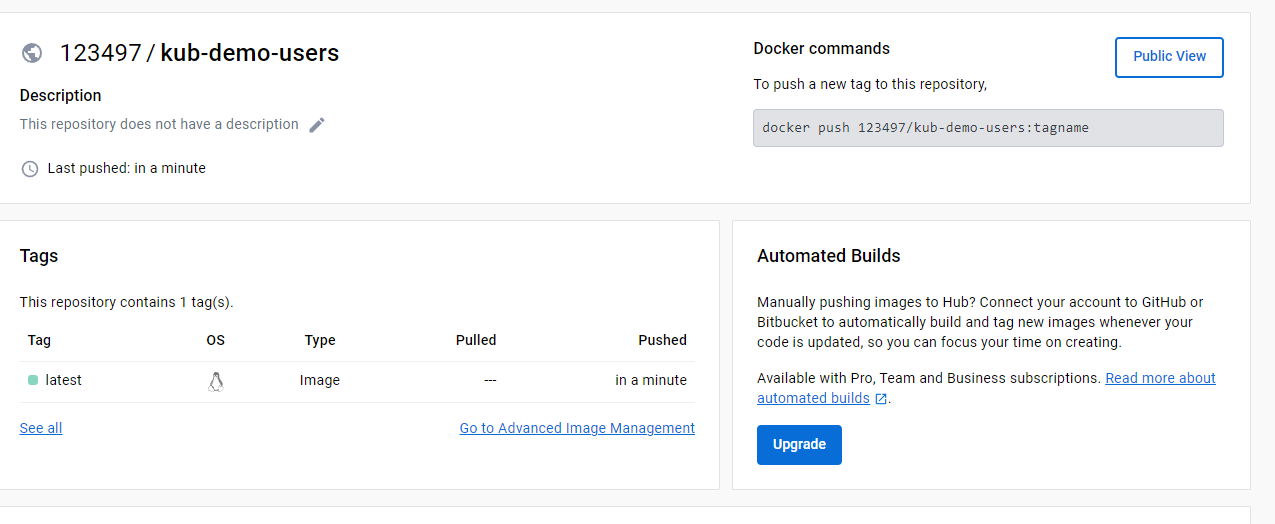 123497 / kub-demo-users
Description
This repository does not have a description
Last pushed: in a minute
Docker commands
Public View
To push a new tag to this repository,
docker push 123497/kub-demo-users:tagname
Tags
This repository contains 1 tag(s).
Tag OS Type Pulled Pushed
latest Image --- in a minute
See all Go to Advanced Image Management
Automated Builds
Manually pushing images to Hub? Connect your account to GitHub or
Bitbucket to automatically build and tag new images whenever your
code is updated, so you can focus your time on creating.
Available with Pro, Team and Business subscriptions. Read more about
automated builds .
Upgrade